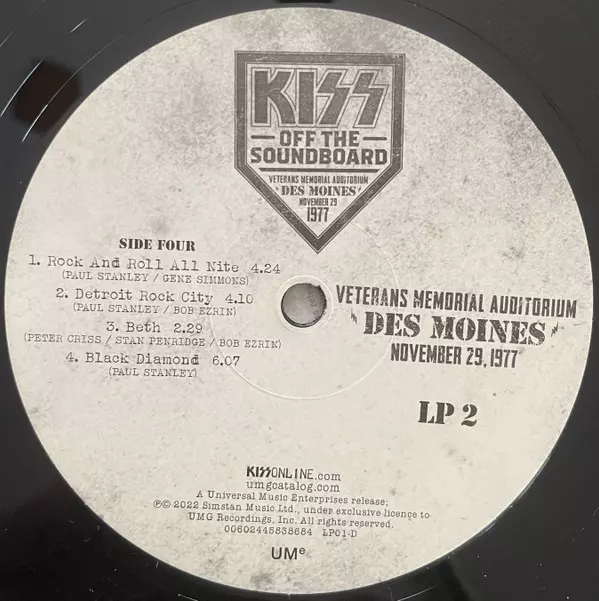 KISS
OFF THE
SOUNDBOARD
VETERANS MEMORIAL AUDITORIUM
DES MOINES
NOVEMBER 29
1977
SIDE FOUR
1. Rock And Roll All Nite 4.24
(PAUL STANLEY / GENE SIMMONS)
2. Detroit Rock City 4.10
(PAUL STANLEY / BOB EZRIN)
3. Beth 2.29
(PETER CRISS / STAN PENRIDGE / BOB EZRIN)
4. Black Diamond 6.07
(PAUL STANLEY)
VETERANS MEMORIAL AUDITORIUM
DES MOINES
NOVEMBER 29, 1977
LP 2
KISSONLINE.com
umgcatalog.com
A Universal Music Enterprises release;
℗© 2022 Simstan Music Ltd., under exclusive licence to
UMG Recordings, Inc. All rights reserved.
00602445838684 LP01-D
UMe